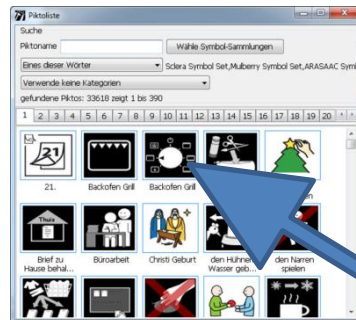 Piktoliste
Suche
Piktoname
Wähle Symbol-Sammlungen
Eines dieser Wörter
Sclera Symbol Set,Mulberry Symbol Set,ARASAAC Sym
Verwende keine Kategorien
gefundene Piktos: 33618 zeigt 1 bis 390
1 2 3 4 5 6 7 8 9 10 11 12 13 14 15 16 17 18 19 20
21
21. Backofen Grill Backofen Grill
Thuis
Brief zu Hause behal... Büroarbeit Christi Geburt den Hühner Wasser geb... den Narren spielen